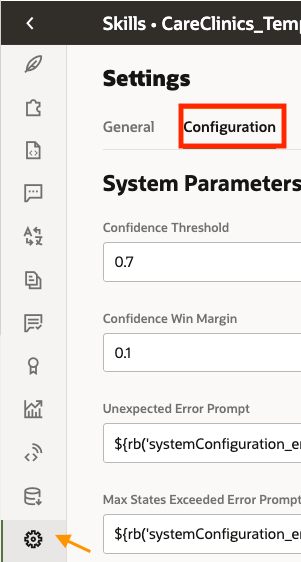 Skills • CareClinics_Temp
Settings
General Configuration
System Parameters
Confidence Threshold
0.7
Confidence Win Margin
0.1
Unexpected Error Prompt
${rb('systemConfiguration_er
Max States Exceeded Error Prompt
${rb('systemConfiguration_er